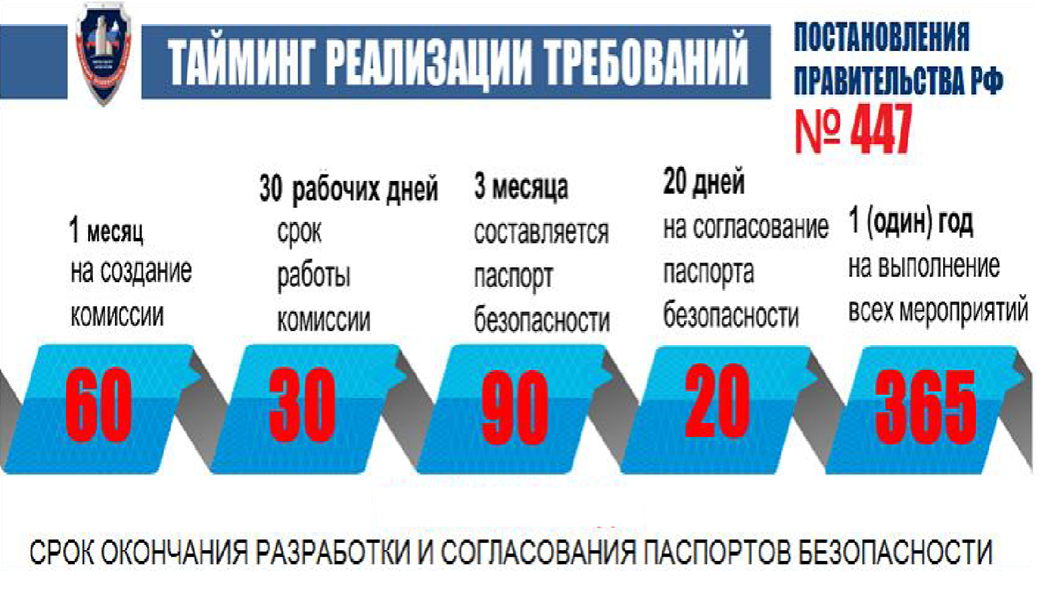 ТАЙМИНГ РЕАЛИЗАЦИИ ТРЕБОВАНИЙ
ПОСТАНОВЛЕНИЯ
ПРАВИТЕЛЬСТВА РФ
№ 447
1 месяц
на создание
комиссии
30 рабочих дней
срок
работы
комиссии
3 месяца
составляется
паспорт
безопасности
20 дней
на согласование
паспорта
безопасности
1 (один) год
на выполнение
всех мероприятий
60
30
90
20
365
СРОК ОКОНЧАНИЯ РАЗРАБОТКИ И СОГЛАСОВАНИЯ ПАСПОРТОВ БЕЗОПАСНОСТИ